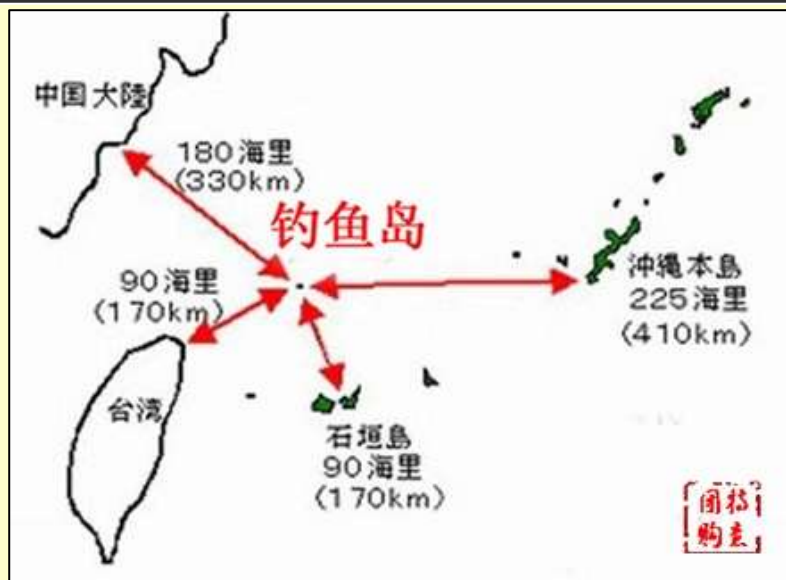 中国大陸
180海里
(330km)
钓鱼岛
90海里
(170km)
沖縄本島
225海里
(410km)
台湾
石垣島
90海里
(170km)